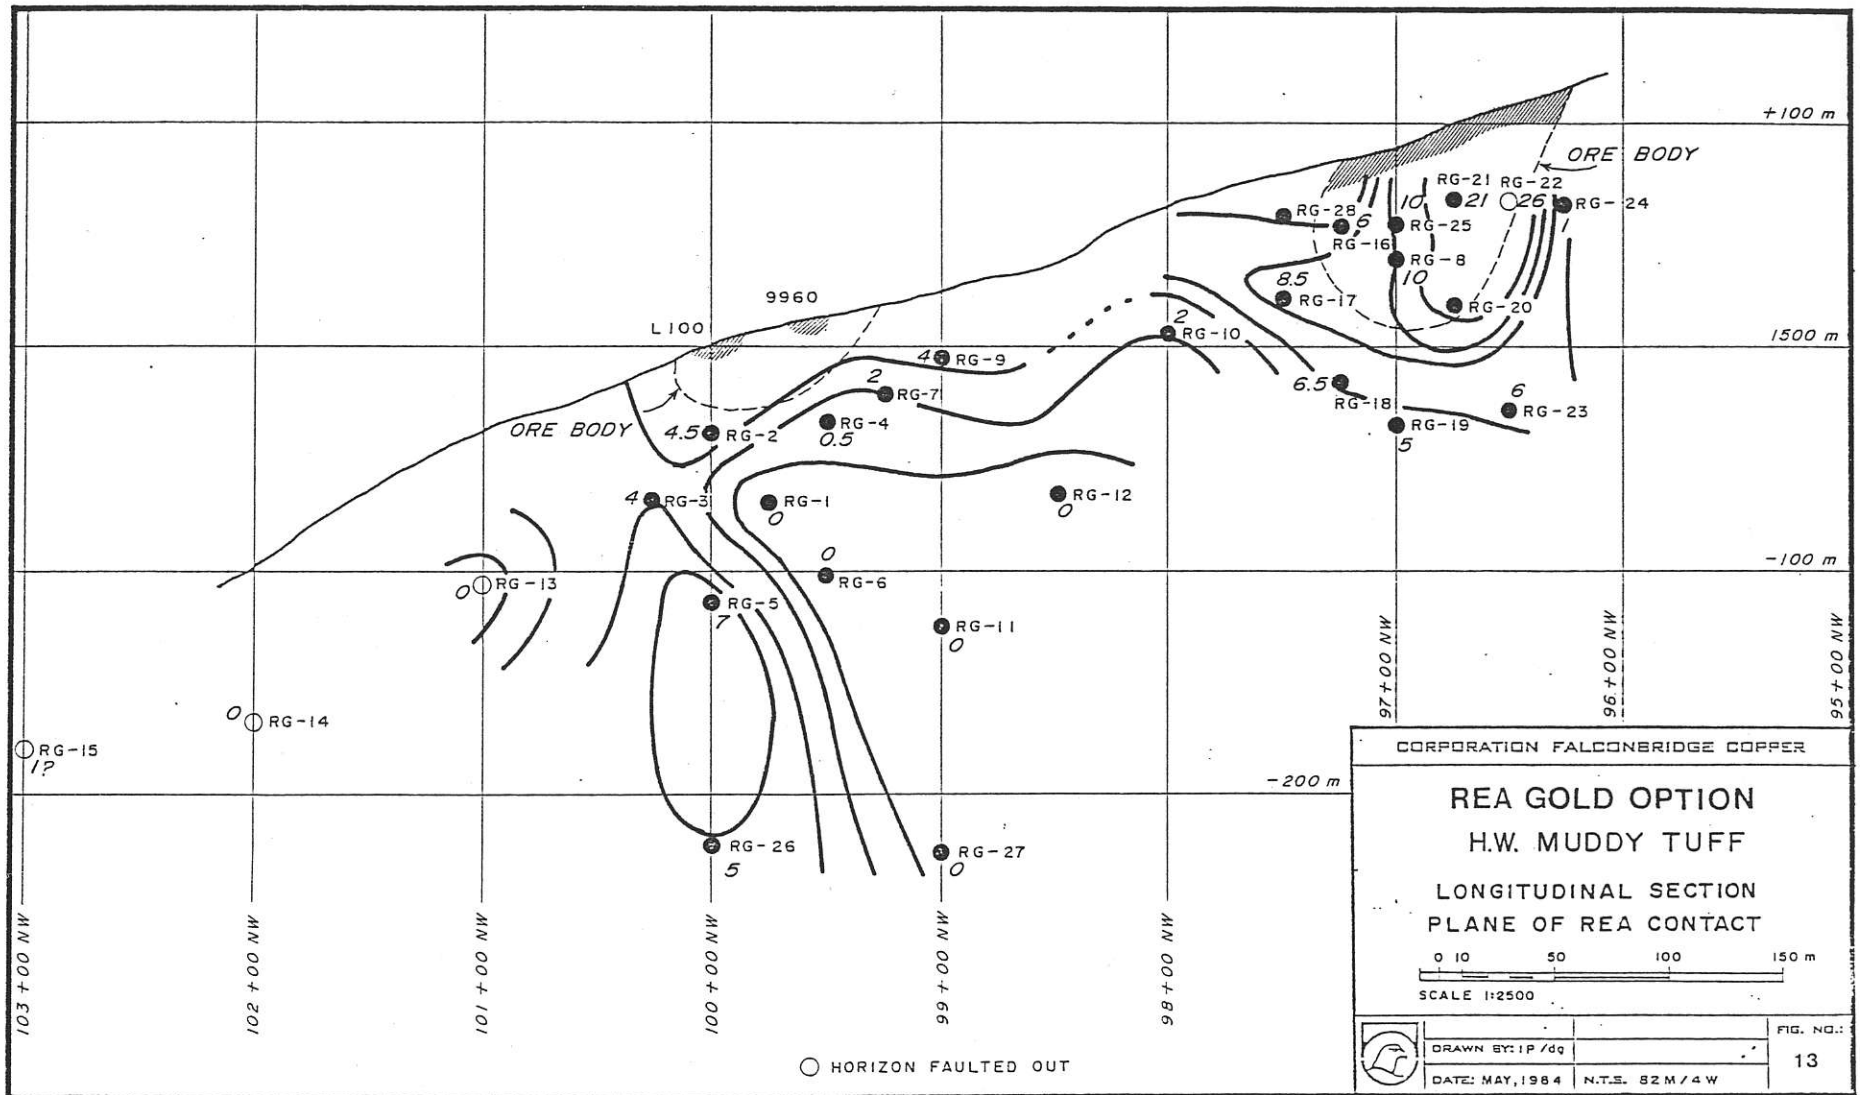 +100 m
ORE BODY
RG-21 RG-22
21 26 RG-24
RG-28 6 10 RG-25
RG-16
RG-8
10
8.5
RG-17
RG-20
9960
L100
2
RG-10
1500 m
4 RG-9
2
RG-7
6.5 RG-18
6
RG-23
RG-19
5
ORE BODY
4.5 RG-2
RG-4
0.5
4 RG-3
RG-1
0
RG-12
0
-100 m
0 RG-13
0
RG-6
RG-5
7
RG-11
0
0 RG-14
RG-15
1?
-200 m
RG-26
5
RG-27
0
103+00 NW
102+00 NW
101+00 NW
100+00 NW
99+00 NW
98+00 NW
97+00 NW
96+00 NW
95+00 NW
○ HORIZON FAULTED OUT
CORPORATION FALCONBRIDGE COPPER
REA GOLD OPTION
H.W. MUDDY TUFF
LONGITUDINAL SECTION
PLANE OF REA CONTACT
0 10 50 100 150 m
SCALE 1:2500
DRAWN BY: IP/dg
DATE: MAY, 1984
N.T.S. 82M/4W
FIG. NO.:
13